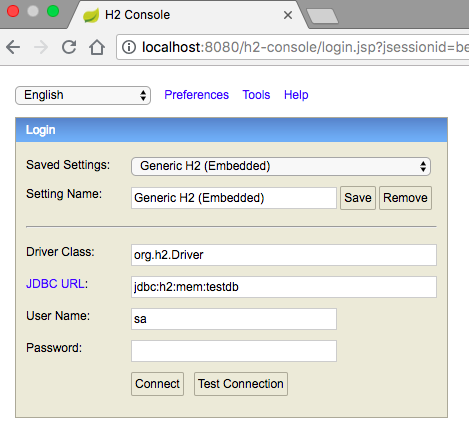 H2 Console
localhost:8080/h2-console/login.jsp?jsessionid=be
English Preferences Tools Help
Login
Saved Settings: Generic H2 (Embedded)
Setting Name: Generic H2 (Embedded) Save Remove
Driver Class: org.h2.Driver
JDBC URL: jdbc:h2:mem:testdb
User Name: sa
Password:
Connect Test Connection